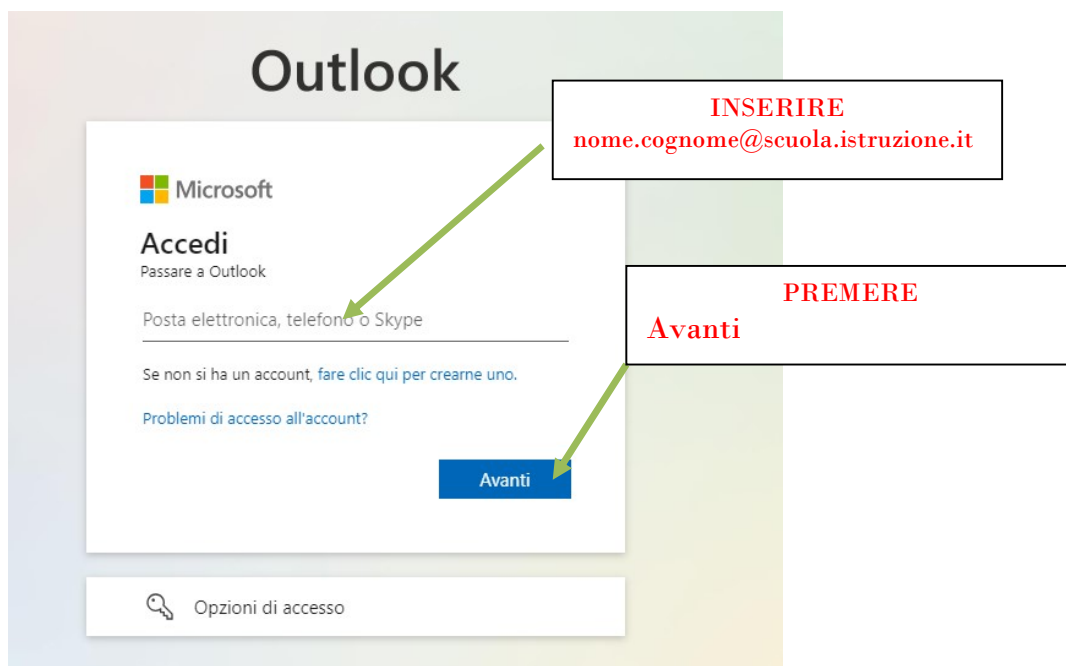 Outlook
INSERIRE
nome.cognome@scuola.istruzione.it
Microsoft
Accedi
Passare a Outlook
Posta elettronica, telefono o Skype
PREMERE
Avanti
Se non si ha un account, fare clic qui per crearne uno.
Problemi di accesso all'account?
Avanti
Opzioni di accesso